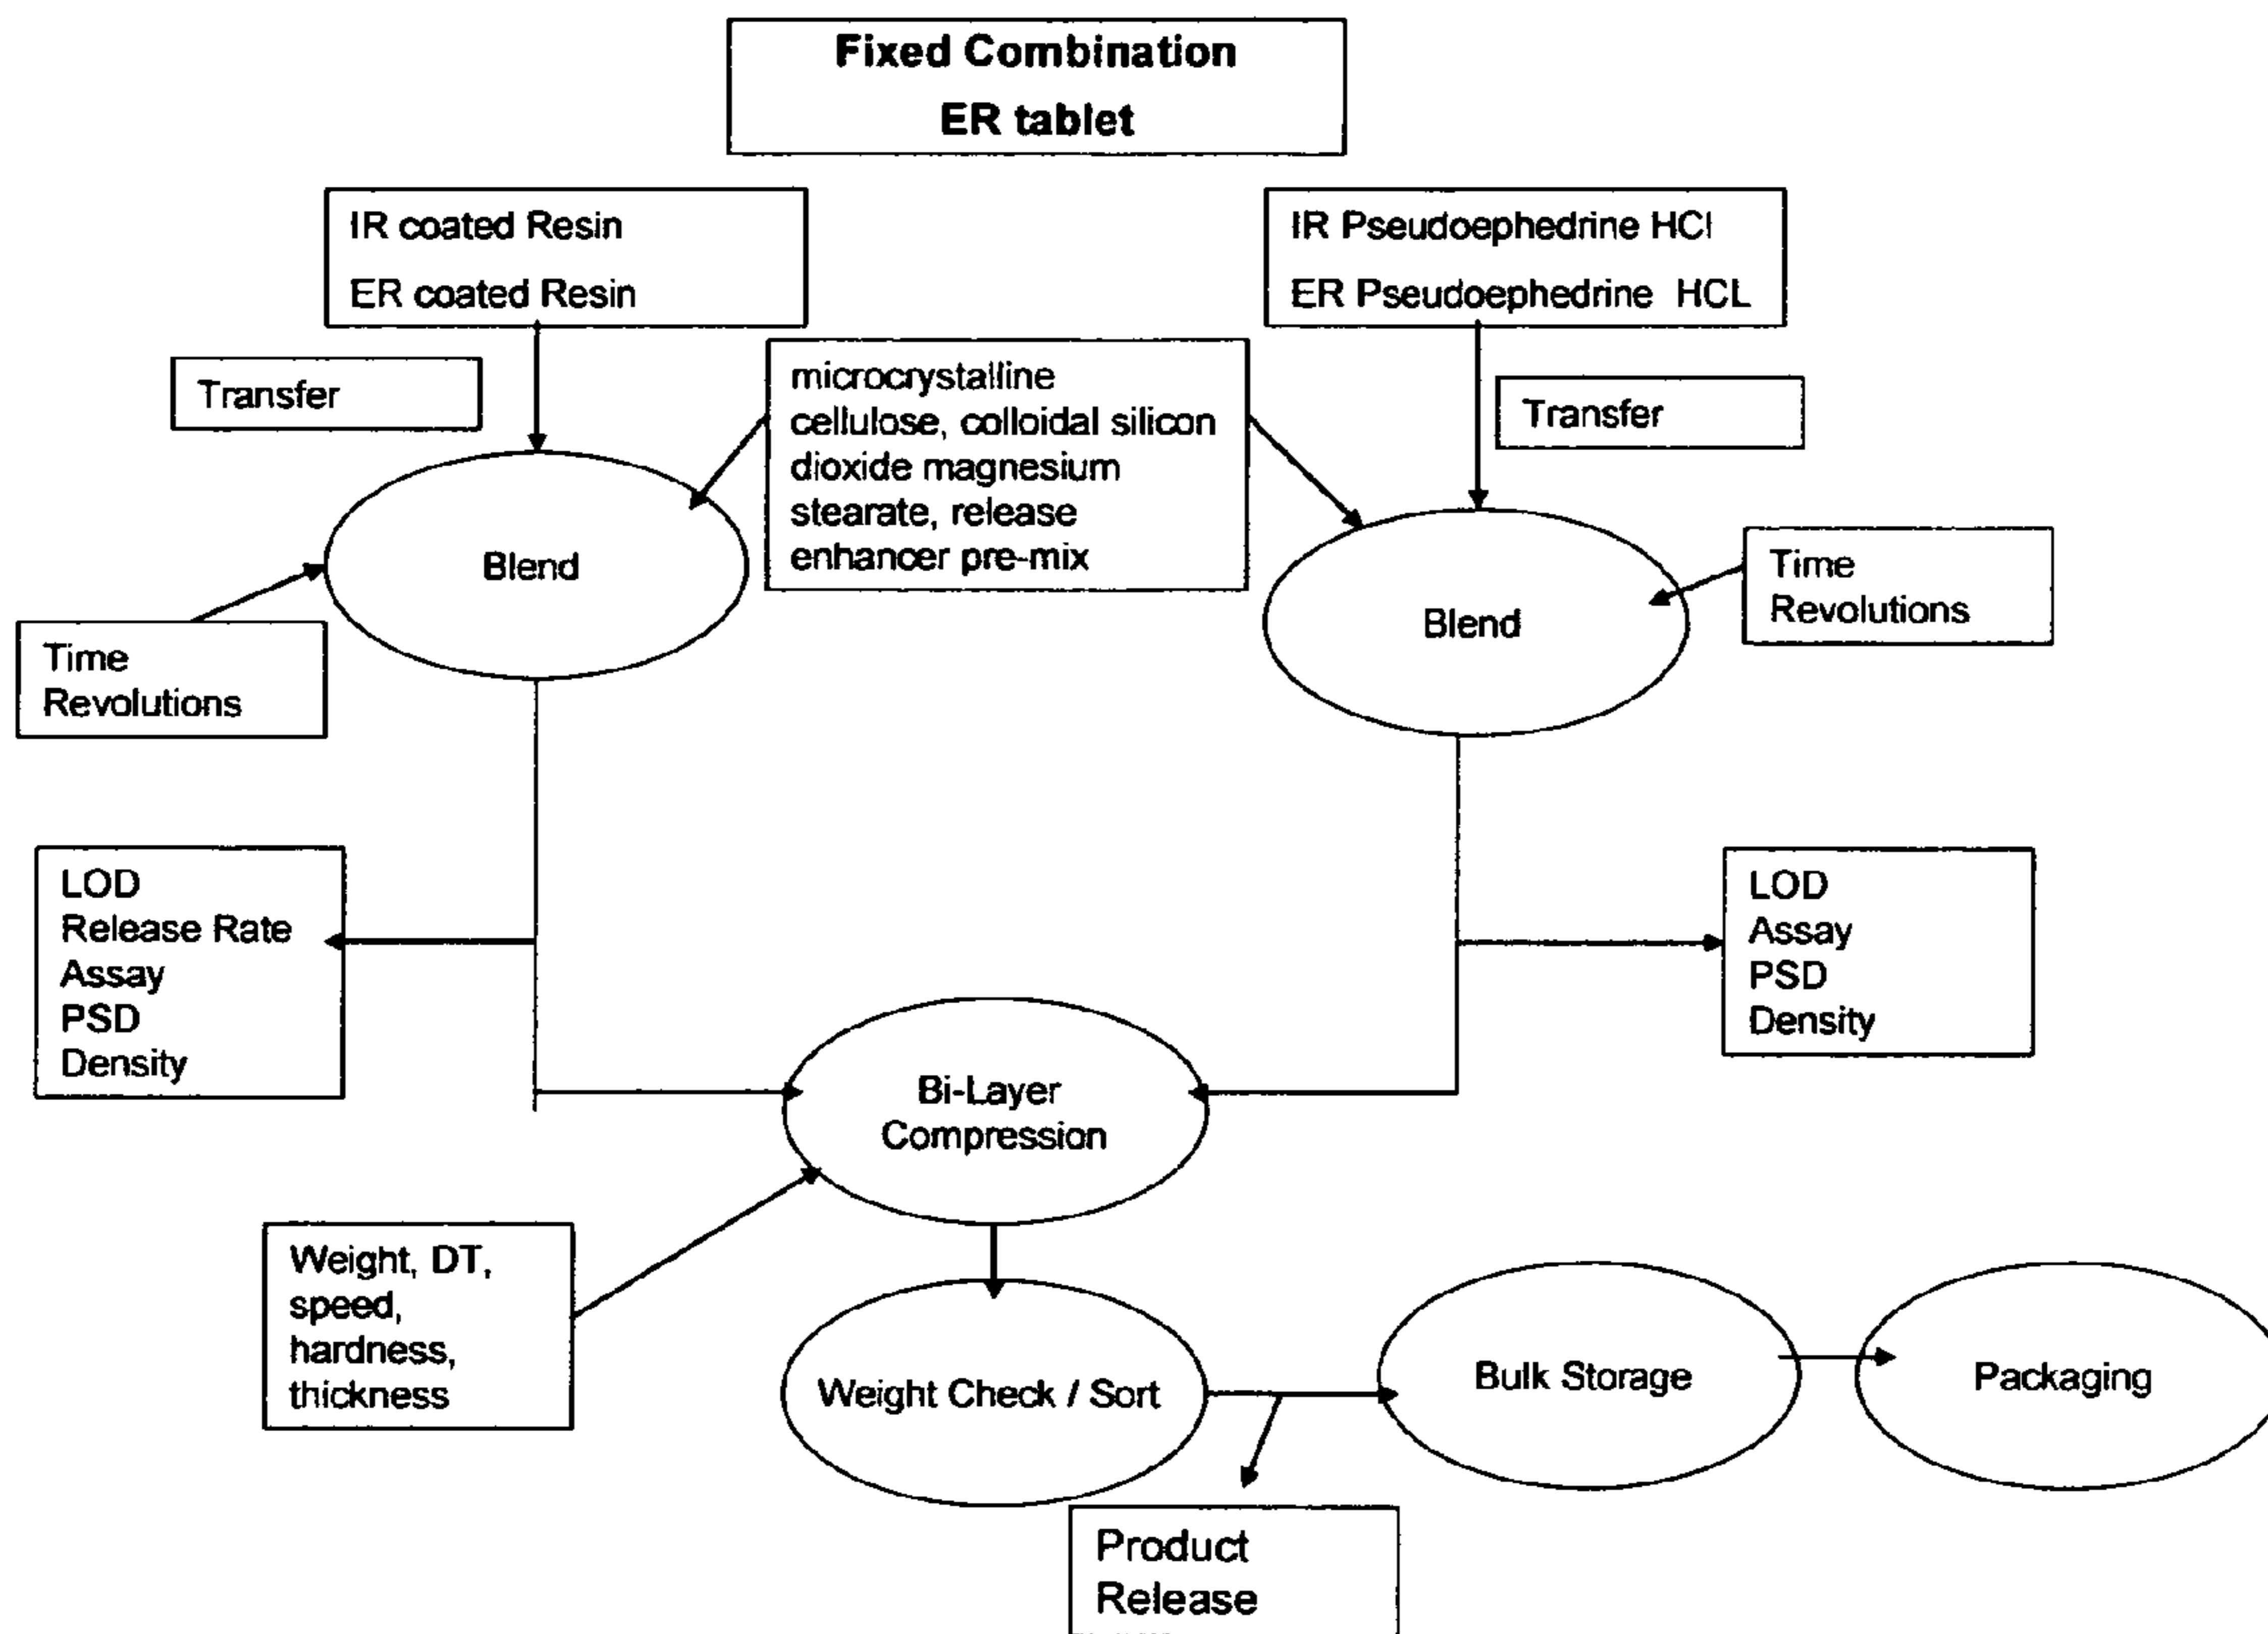 Fixed Combination
ER tablet
IR coated Resin
ER coated Resin
IR Pseudoephedrine HCl
ER Pseudoephedrine HCL
Transfer
microcrystalline
cellulose, colloidal silicon
dioxide magnesium
stearate, release
enhancer pre-mix
Transfer
Blend
Time
Revolutions
Blend
Time
Revolutions
LOD
Release Rate
Assay
PSD
Density
LOD
Assay
PSD
Density
Bi-Layer
Compression
Weight, DT,
speed,
hardness,
thickness
Weight Check / Sort
Bulk Storage
Packaging
Product
Release